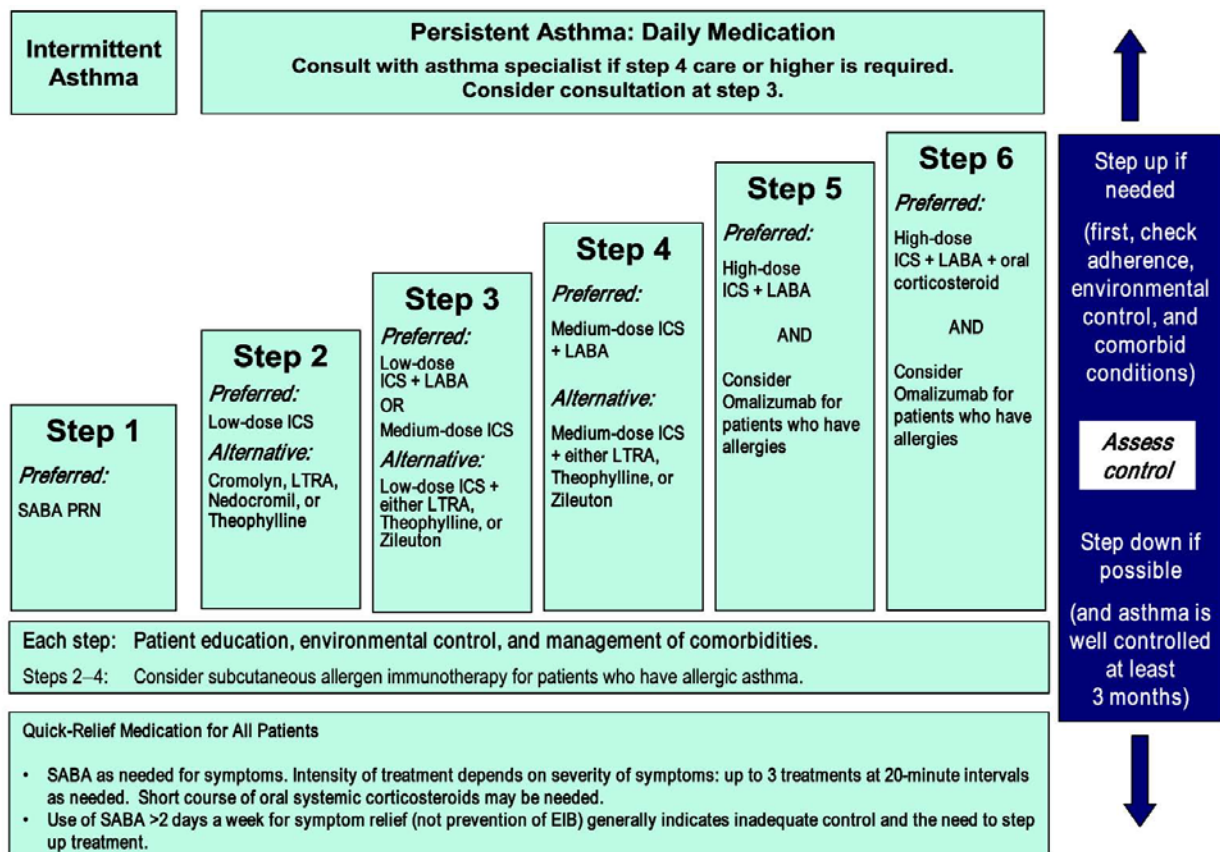 Intermittent
Asthma
Persistent Asthma: Daily Medication
Consult with asthma specialist if step 4 care or higher is required.
Consider consultation at step 3.
Step 1
Preferred:
SABA PRN
Step 2
Preferred:
Low-dose ICS
Alternative:
Cromolyn, LTRA,
Nedocromil, or
Theophylline
Step 3
Preferred:
Low-dose
ICS + LABA
OR
Medium-dose ICS
Alternative:
Low-dose ICS +
either LTRA,
Theophylline, or
Zileuton
Step 4
Preferred:
Medium-dose ICS
+ LABA
Alternative:
Medium-dose ICS
+ either LTRA,
Theophylline, or
Zileuton
Step 5
Preferred:
High-dose
ICS + LABA
AND
Consider
Omalizumab for
patients who have
allergies
Step 6
Preferred:
High-dose
ICS + LABA + oral
corticosteroid
AND
Consider
Omalizumab for
patients who have
allergies
Step up if
needed
(first, check
adherence,
environmental
control, and
comorbid
conditions)
Assess
control
Step down if
possible
(and asthma is
well controlled
at least
3 months)
Each step: Patient education, environmental control, and management of comorbidities.
Steps 2–4: Consider subcutaneous allergen immunotherapy for patients who have allergic asthma.
Quick-Relief Medication for All Patients
• SABA as needed for symptoms. Intensity of treatment depends on severity of symptoms: up to 3 treatments at 20-minute intervals
as needed. Short course of oral systemic corticosteroids may be needed.
• Use of SABA >2 days a week for symptom relief (not prevention of EIB) generally indicates inadequate control and the need to step
up treatment.